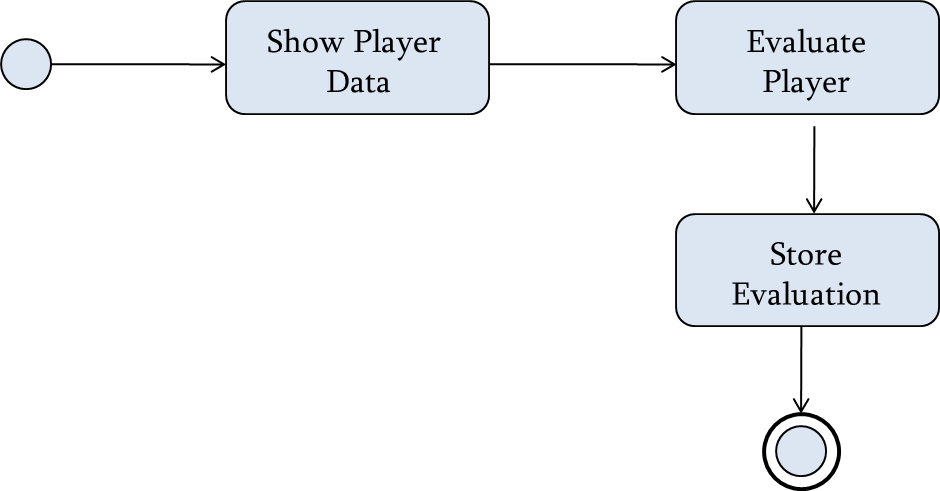 Show Player
Data
Evaluate
Player
Store
Evaluation